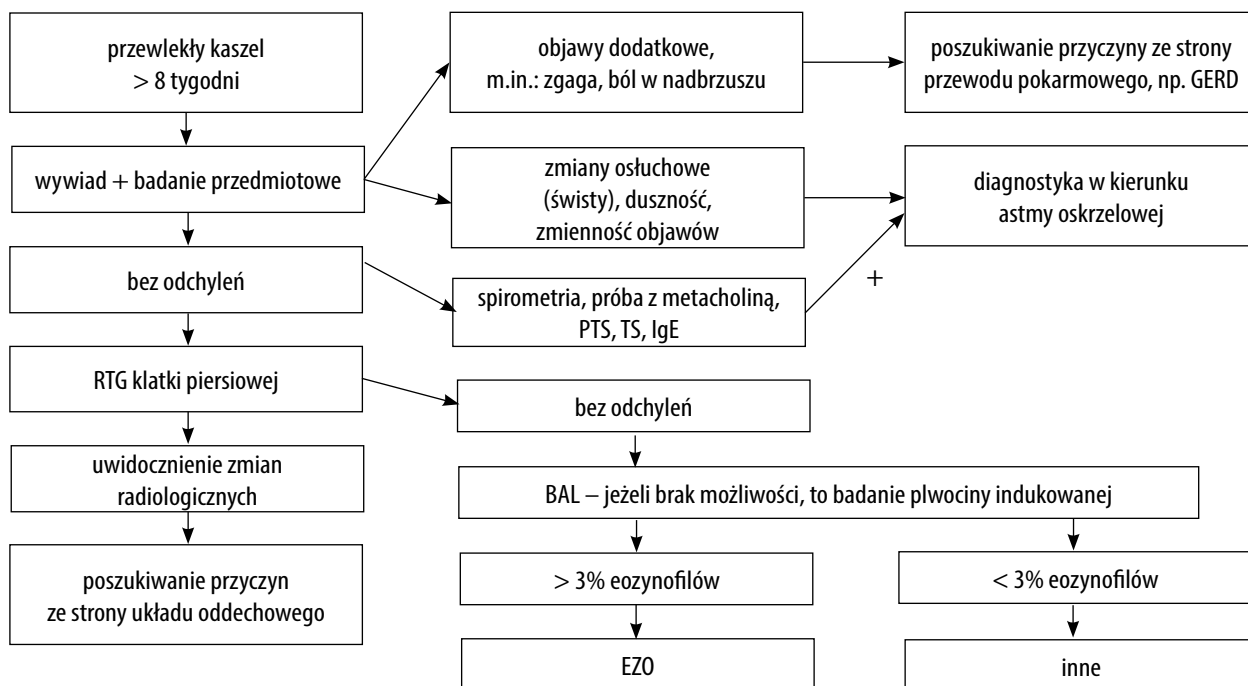 przewlekły kaszel
> 8 tygodni
objawy dodatkowe,
m.in.: zgaga, ból w nadbrzuszu
poszukiwanie przyczyny ze strony
przewodu pokarmowego, np. GERD
wywiad + badanie przedmiotowe
zmiany osłuchowe
(świsty), duszność,
zmienność objawów
diagnostyka w kierunku
astmy oskrzelowej
bez odchyleń
spirometria, próba z metacholiną,
PTS, TS, IgE
+
RTG klatki piersiowej
bez odchyleń
uwidocznienie zmian
radiologicznych
BAL – jeżeli brak możliwości, to badanie plwociny indukowanej
poszukiwanie przyczyn
ze strony układu oddechowego
> 3% eozynofilów
< 3% eozynofilów
EZO
inne